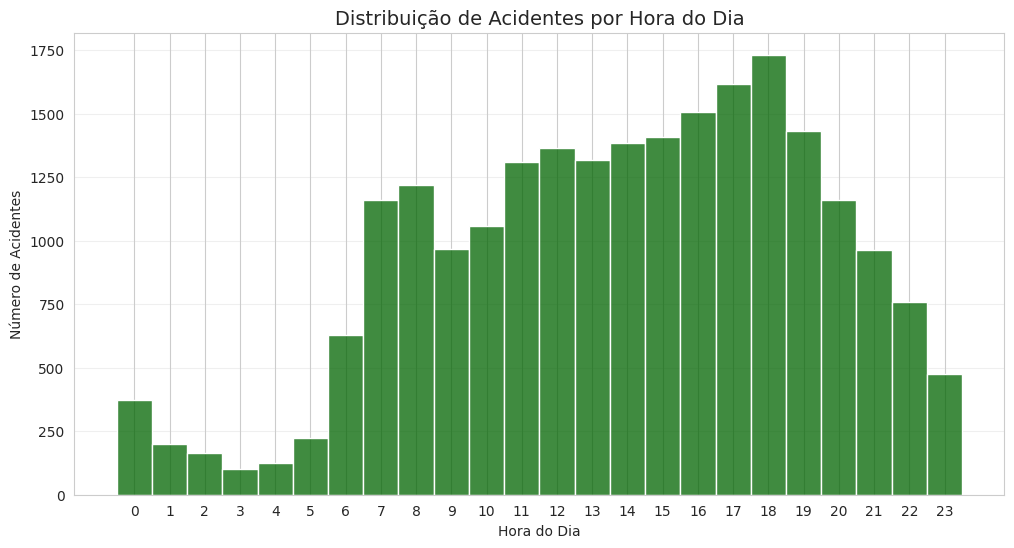 Distribuição de Acidentes por Hora do Dia
Número de Acidentes
1750
1500
1250
1000
750
500
250
0
0 1 2 3 4 5 6 7 8 9 10 11 12 13 14 15 16 17 18 19 20 21 22 23
Hora do Dia